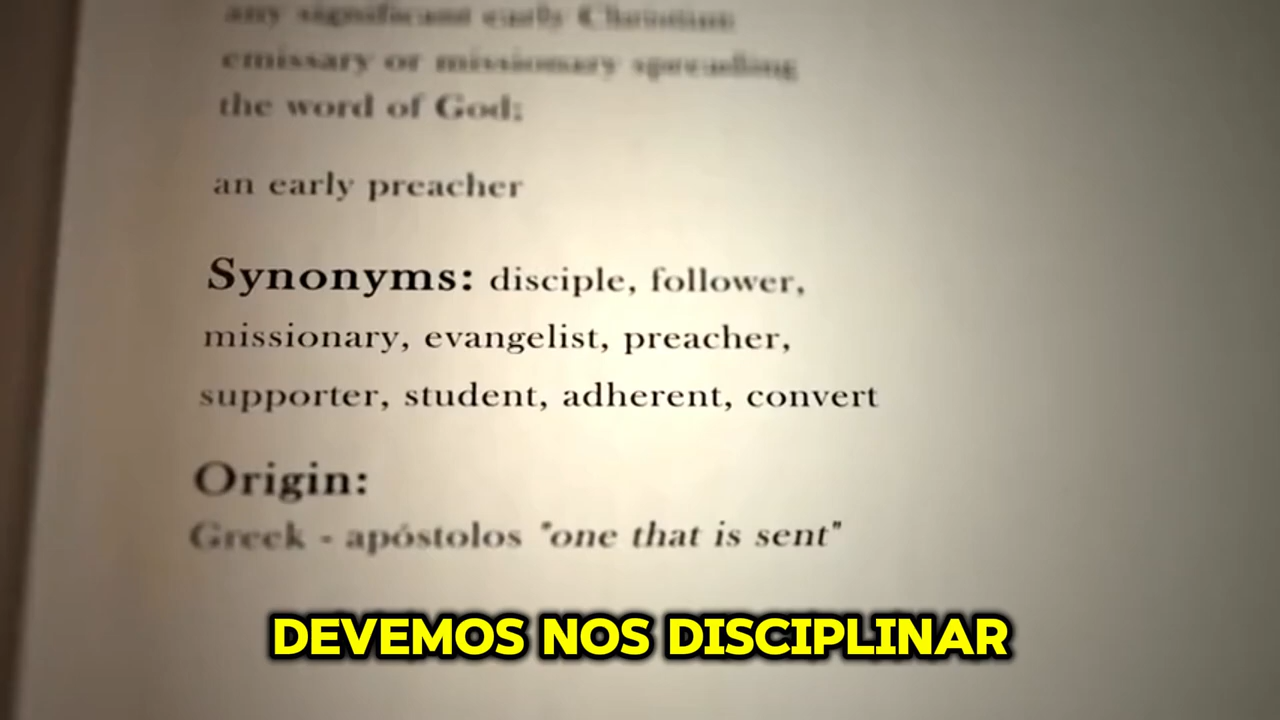 any significant early Christian
emissary or missionary spreading
the word of God;
an early preacher
Synonyms: disciple, follower,
missionary, evangelist, preacher,
supporter, student, adherent, convert
Origin:
Greek - apóstolos "one that is sent"
DEVEMOS NOS DISCIPLINAR